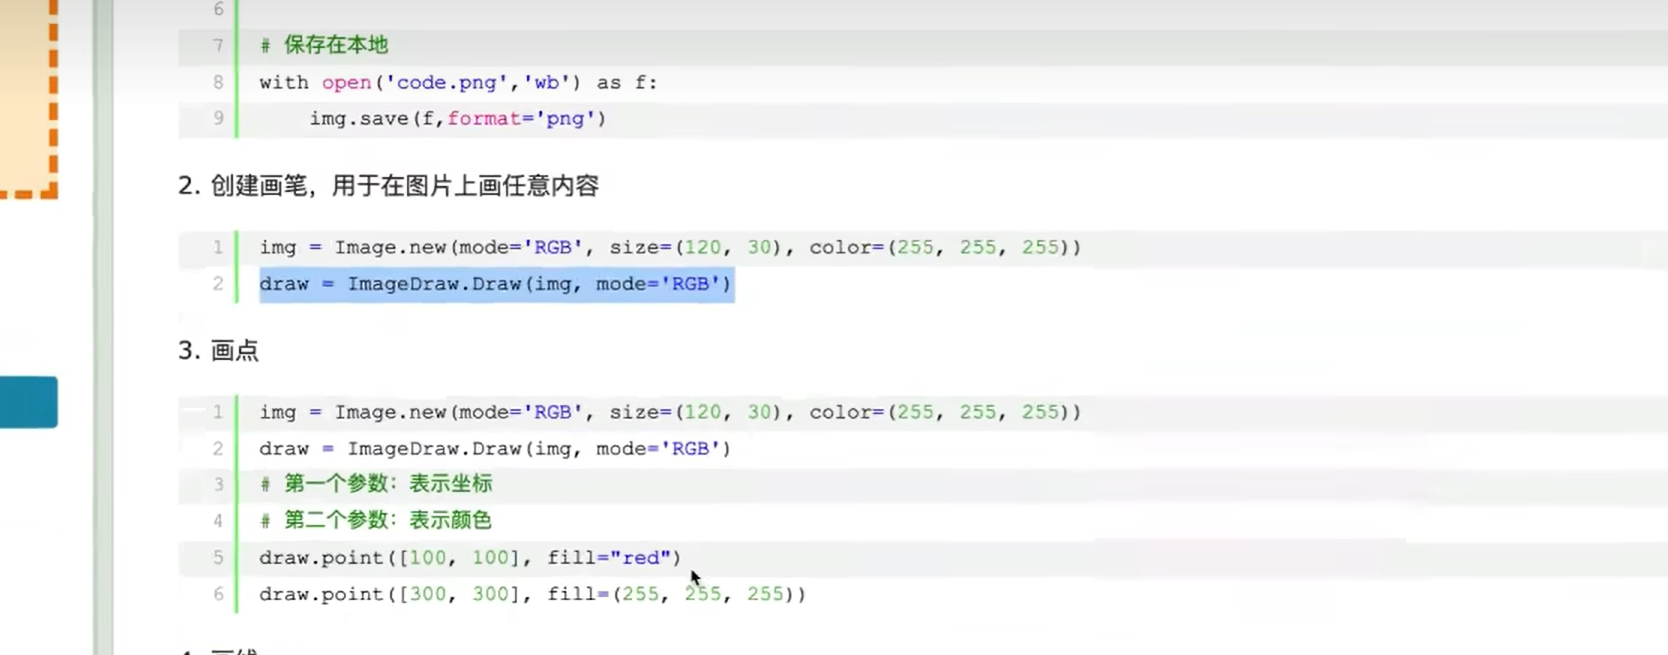 6
7 # 保存在本地
8 with open('code.png','wb') as f:
9 img.save(f,format='png')
2. 创建画笔，用于在图片上画任意内容
1 img = Image.new(mode='RGB', size=(120, 30), color=(255, 255, 255))
2 draw = ImageDraw.Draw(img, mode='RGB')
3. 画点
1 img = Image.new(mode='RGB', size=(120, 30), color=(255, 255, 255))
2 draw = ImageDraw.Draw(img, mode='RGB')
3 # 第一个参数：表示坐标
4 # 第二个参数：表示颜色
5 draw.point([100, 100], fill="red")
6 draw.point([300, 300], fill=(255, 255, 255))